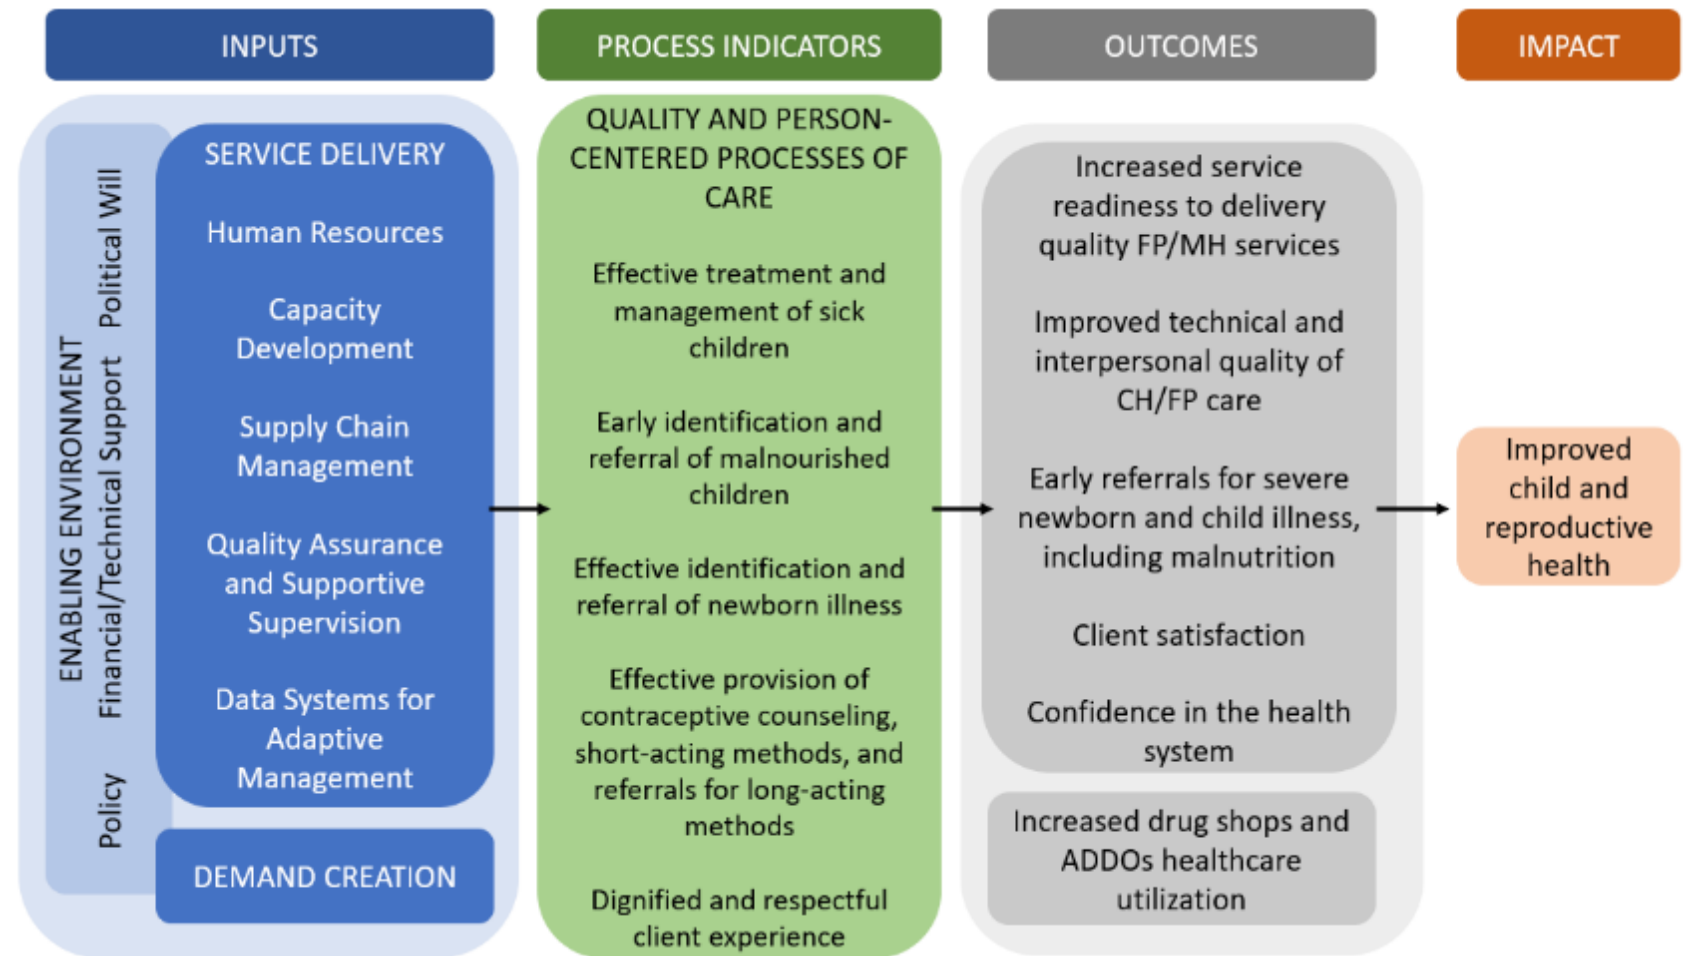 INPUTS
PROCESS INDICATORS
OUTCOMES
IMPACT
ENABLING ENVIRONMENT
Policy Financial/Technical Support Political Will
SERVICE DELIVERY
Human Resources
Capacity
Development
Supply Chain
Management
Quality Assurance
and Supportive
Supervision
Data Systems for
Adaptive
Management
DEMAND CREATION
QUALITY AND PERSON-
CENTERED PROCESSES OF
CARE
Effective treatment and
management of sick
children
Early identification and
referral of malnourished
children
Effective identification and
referral of newborn illness
Effective provision of
contraceptive counseling,
short-acting methods, and
referrals for long-acting
methods
Dignified and respectful
client experience
Increased service
readiness to delivery
quality FP/MH services
Improved technical and
interpersonal quality of
CH/FP care
Early referrals for severe
newborn and child illness,
including malnutrition
Client satisfaction
Confidence in the health
system
Increased drug shops and
ADDOs healthcare
utilization
Improved
child and
reproductive
health